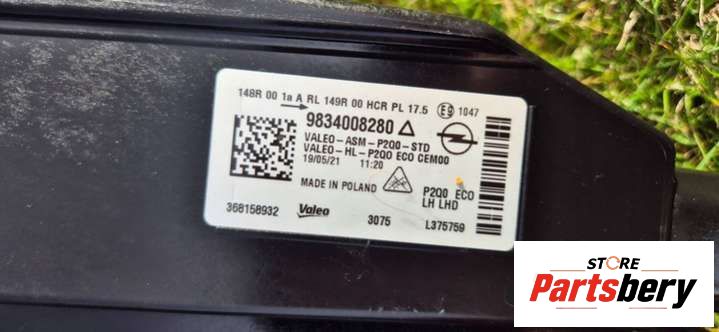 148R 00 1a A RL 149R 00 HCR PL 17.5 E9 1047
9834008280
VALEO-ASM-P2Q0-STD
VALEO-HL-P2Q0 ECO CEM00
19/05/21 11:20
MADE IN POLAND
P2Q0 ECO
LH LHD
368158932 Valeo 3075 L375759
STORE
Partsbery